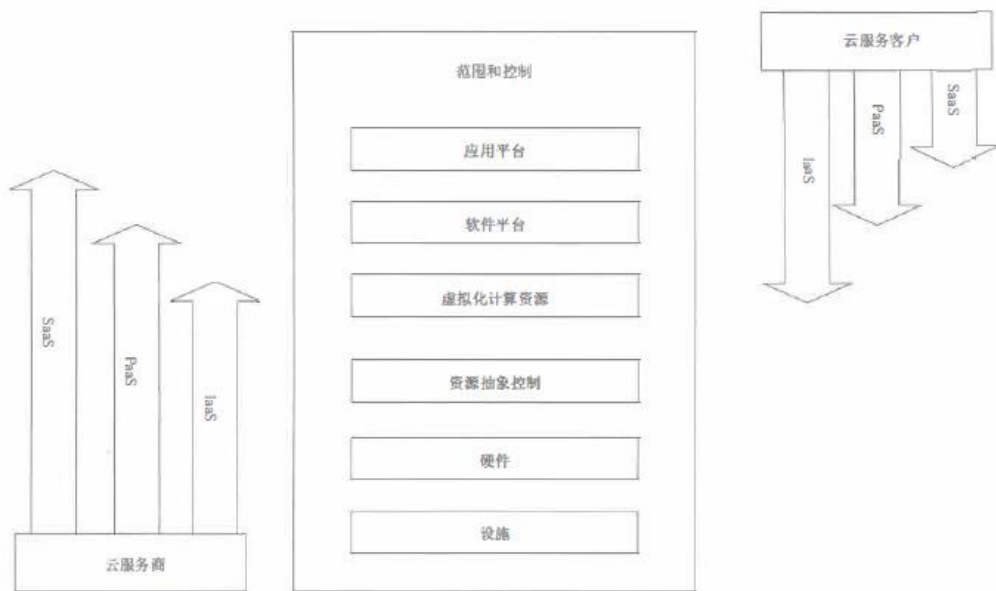 云服务客户
范围和控制
SaaS
PaaS
IaaS
应用平台
软件平台
虚拟化计算资源
SaaS
PaaS
IaaS
资源抽象控制
硬件
设施
云服务商